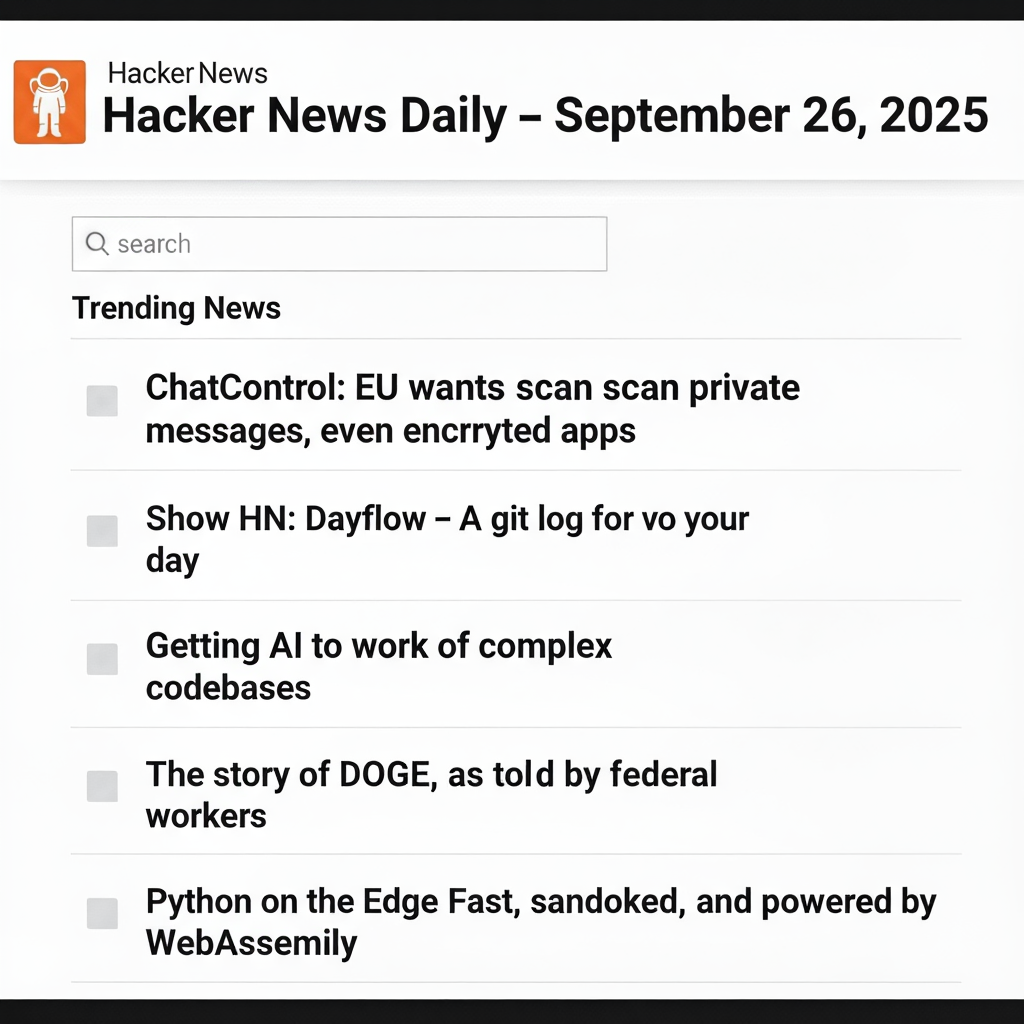 Hacker News
Hacker News Daily – September 26, 2025
search
Trending News
ChatControl: EU wants scan scan private
messages, even encrryted apps
Show HN: Dayflow – A git log for vo your
day
Getting AI to work of complex
codebases
The story of DOGE, as told by federal
workers
Python on the Edge Fast, sandoked, and powered by
WebAssemily